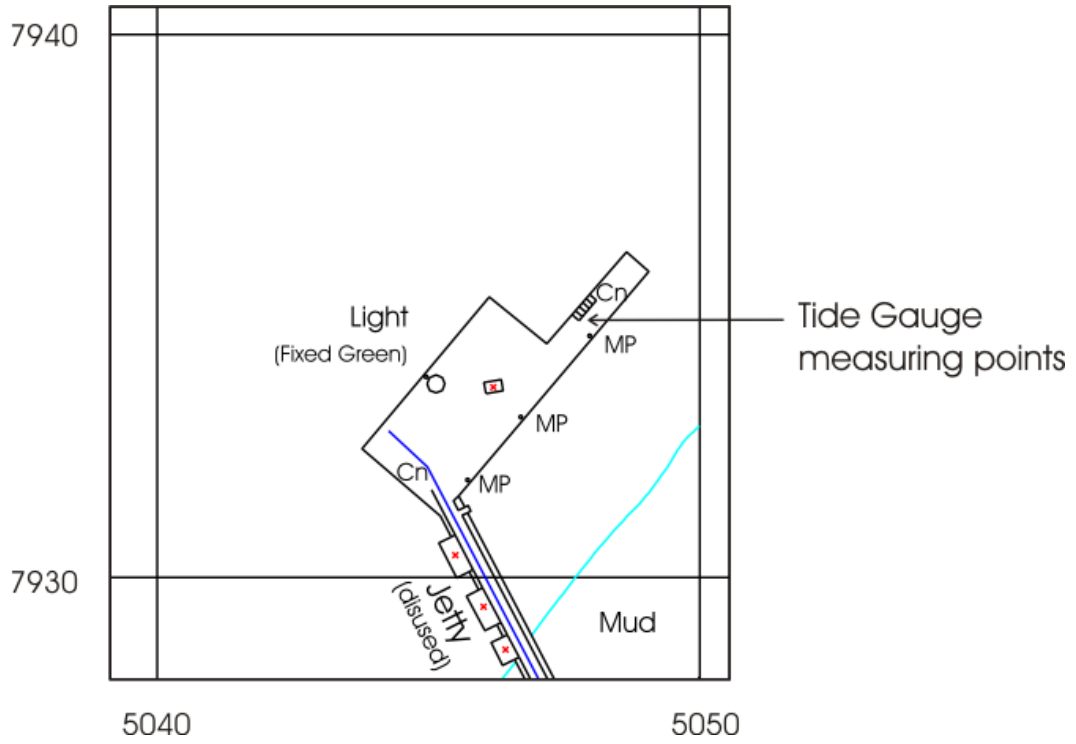 7940
Cn
Light
(Fixed Green)
Tide Gauge
measuring points
MP
MP
Cn
MP
7930
Jetty
(disused)
Mud
5040
5050